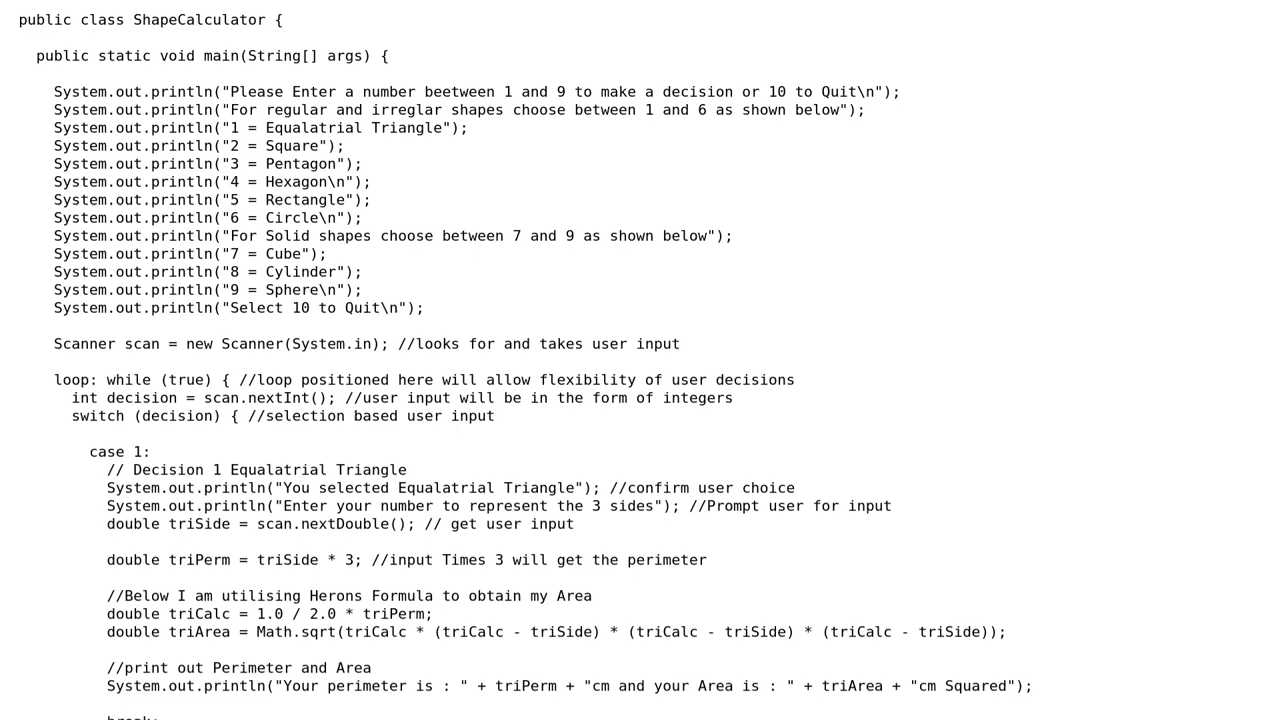 public class ShapeCalculator {
public static void main(String[] args) {
System.out.println("Please Enter a number beetween 1 and 9 to make a decision or 10 to Quit\n");
System.out.println("For regular and irreglar shapes choose between 1 and 6 as shown below");
System.out.println("1 = Equalatrial Triangle");
System.out.println("2 = Square");
System.out.println("3 = Pentagon");
System.out.println("4 = Hexagon\n");
System.out.println("5 = Rectangle");
System.out.println("6 = Circle\n");
System.out.println("For Solid shapes choose between 7 and 9 as shown below");
System.out.println("7 = Cube");
System.out.println("8 = Cylinder");
System.out.println("9 = Sphere\n");
System.out.println("Select 10 to Quit\n");
Scanner scan = new Scanner(System.in); //looks for and takes user input
loop: while (true) { //loop positioned here will allow flexibility of user decisions
int decision = scan.nextInt(); //user input will be in the form of integers
switch (decision) { //selection based user input
case 1:
// Decision 1 Equalatrial Triangle
System.out.println("You selected Equalatrial Triangle"); //confirm user choice
System.out.println("Enter your number to represent the 3 sides"); //Prompt user for input
double triSide = scan.nextDouble(); // get user input
double triPerm = triSide * 3; //input Times 3 will get the perimeter
//Below I am utilising Herons Formula to obtain my Area
double triCalc = 1.0 / 2.0 * triPerm;
double triArea = Math.sqrt(triCalc * (triCalc - triSide) * (triCalc - triSide) * (triCalc - triSide));
//print out Perimeter and Area
System.out.println("Your perimeter is : " + triPerm + "cm and your Area is : " + triArea + "cm Squared");
break;